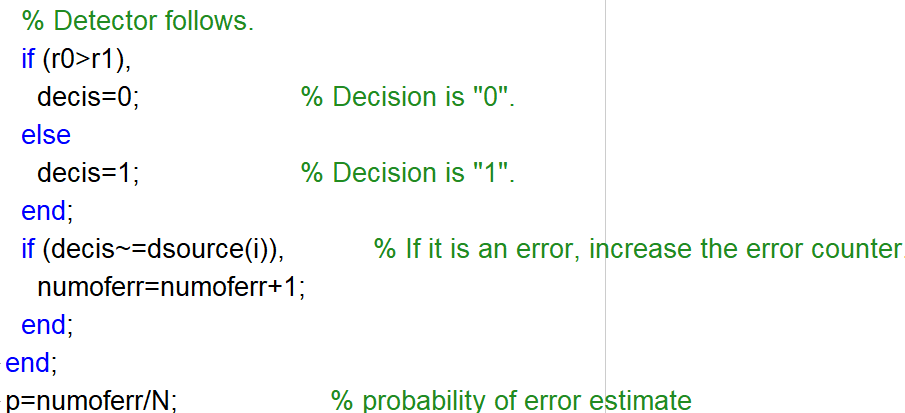 % Detector follows.
if (r0>r1),
decis=0; % Decision is "0".
else
decis=1; % Decision is "1".
end;
if (decis~=dsource(i)), % If it is an error, increase the error counter
numoferr=numoferr+1;
end;
end;
p=numoferr/N; % probability of error estimate